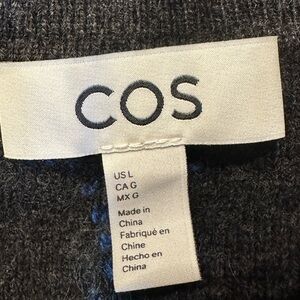 COS
US L
CA G
MX G
Made in
China
Fabriqué en
Chine
Hecho en
China